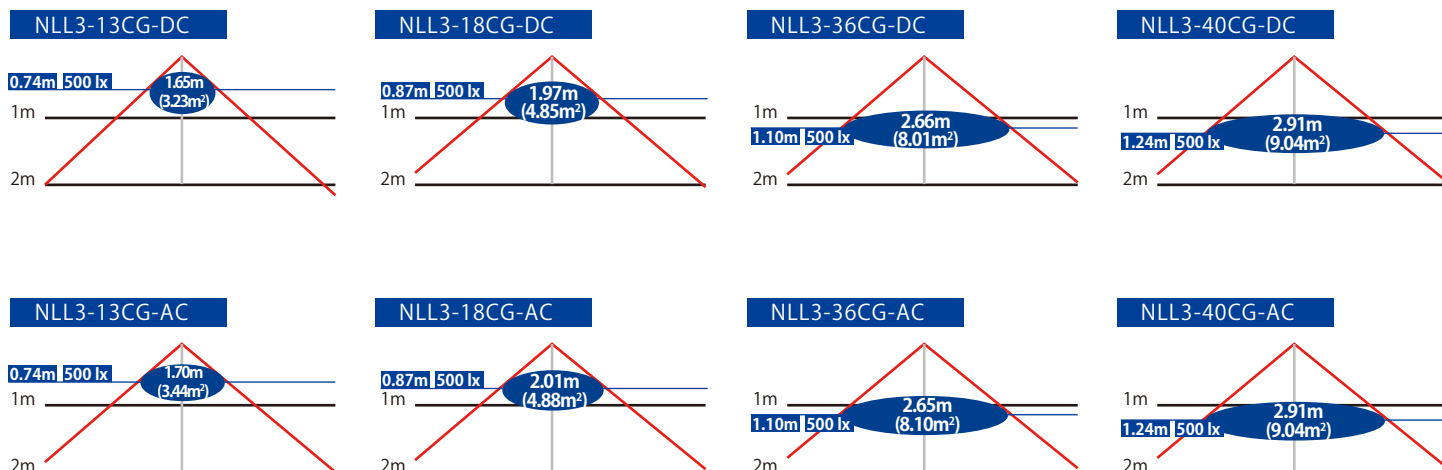 NLL3-13CG-DC
0.74m 500 lx
1.65m
(3.23m²)
1m
2m
NLL3-18CG-DC
0.87m 500 lx
1.97m
(4.85m²)
1m
2m
NLL3-36CG-DC
1m
1.10m 500 lx
2.66m
(8.01m²)
2m
NLL3-40CG-DC
1m
1.24m 500 lx
2.91m
(9.04m²)
2m
NLL3-13CG-AC
0.74m 500 lx
1.70m
(3.44m²)
1m
2m
NLL3-18CG-AC
0.87m 500 lx
2.01m
(4.88m²)
1m
2m
NLL3-36CG-AC
1m
1.10m 500 lx
2.65m
(8.10m²)
2m
NLL3-40CG-AC
1m
1.24m 500 lx
2.91m
(9.04m²)
2m